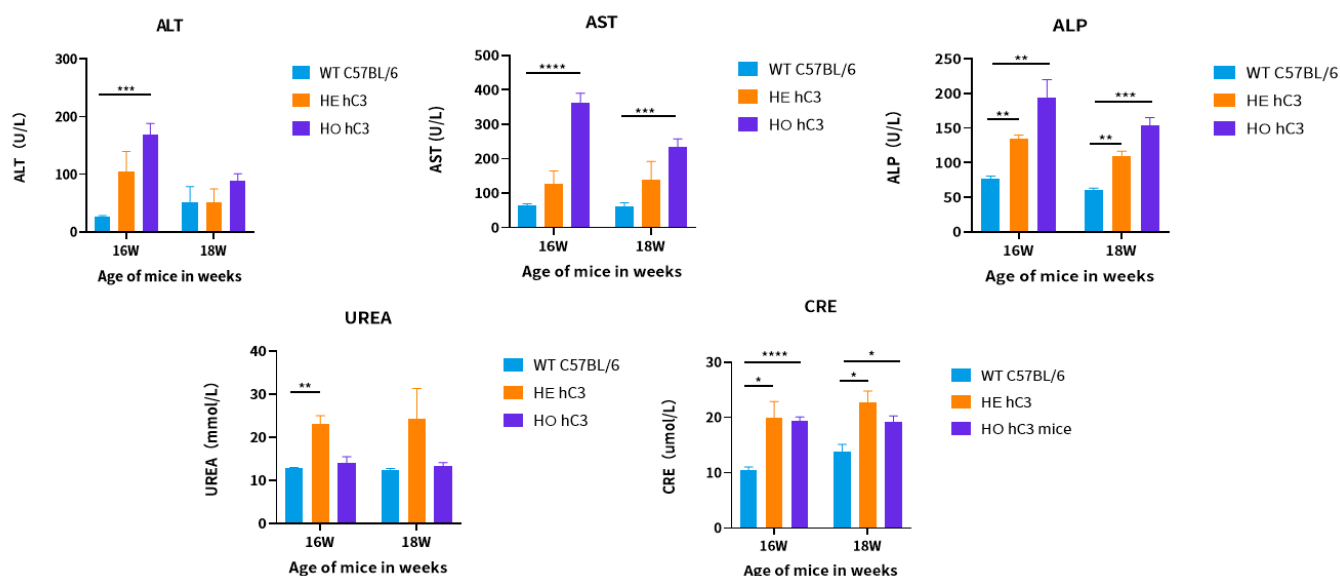 ALT
300
200
100
0
ALT (U/L)
***
16W
18W
Age of mice in weeks
WT C57BL/6
HE hC3
HO hC3
AST
500
400
300
200
100
0
AST (U/L)
****
***
16W
18W
Age of mice in weeks
WT C57BL/6
HE hC3
HO hC3
ALP
250
200
150
100
50
0
ALP (U/L)
**
**
***
**
16W
18W
Age of mice in weeks
WT C57BL/6
HE hC3
HO hC3
UREA
40
30
20
10
0
UREA (mmol/L)
**
16W
18W
Age of mice in weeks
WT C57BL/6
HE hC3
HO hC3
CRE
30
20
10
0
CRE (umol/L)
****
*
*
*
16W
18W
Age of mice in weeks
WT C57BL/6
HE hC3
HO hC3 mice